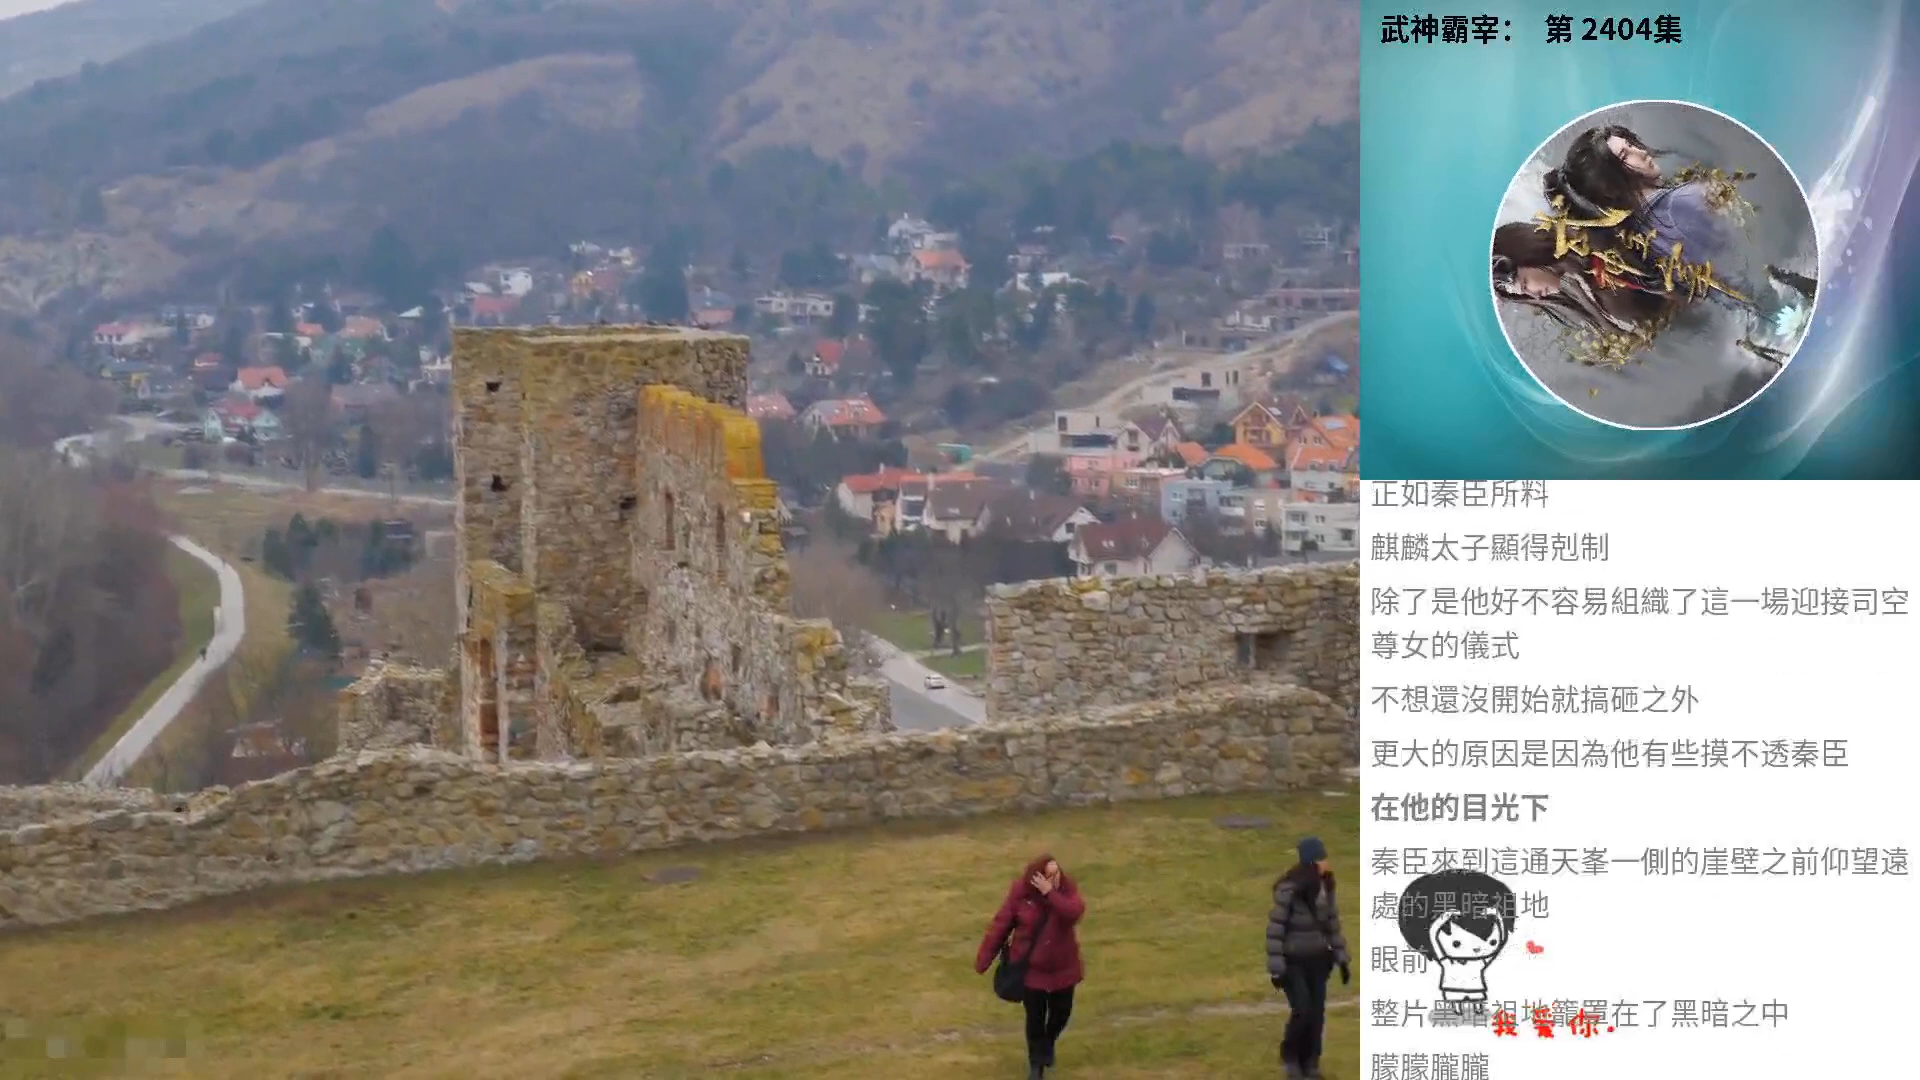 武神霸宰： 第 2404集
武神主宰
正如秦臣所料
麒麟太子顯得剋制
除了是他好不容易組織了這一場迎接司空
尊女的儀式
不想還沒開始就搞砸之外
更大的原因是因為他有些摸不透秦臣
在他的目光下
秦臣來到這通天峯一側的崖壁之前仰望遠
處的黑暗祖地
眼前
整片黑暗祖地籠罩在了黑暗之中
我爱你.
朦朦朧朧